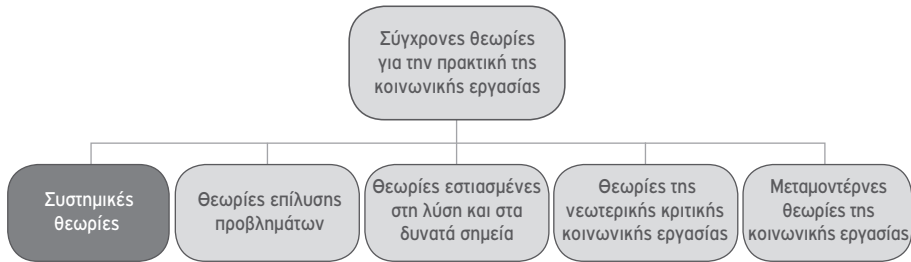 Σύγχρονες θεωρίες
για την πρακτική της
κοινωνικής εργασίας
Συστημικές
θεωρίες
Θεωρίες επίλυσης
προβλημάτων
Θεωρίες εστιασμένες
στη λύση και στα
δυνατά σημεία
Θεωρίες της
νεωτερικής κριτικής
κοινωνικής εργασίας
Μεταμοντέρνες
θεωρίες της
κοινωνικής εργασίας